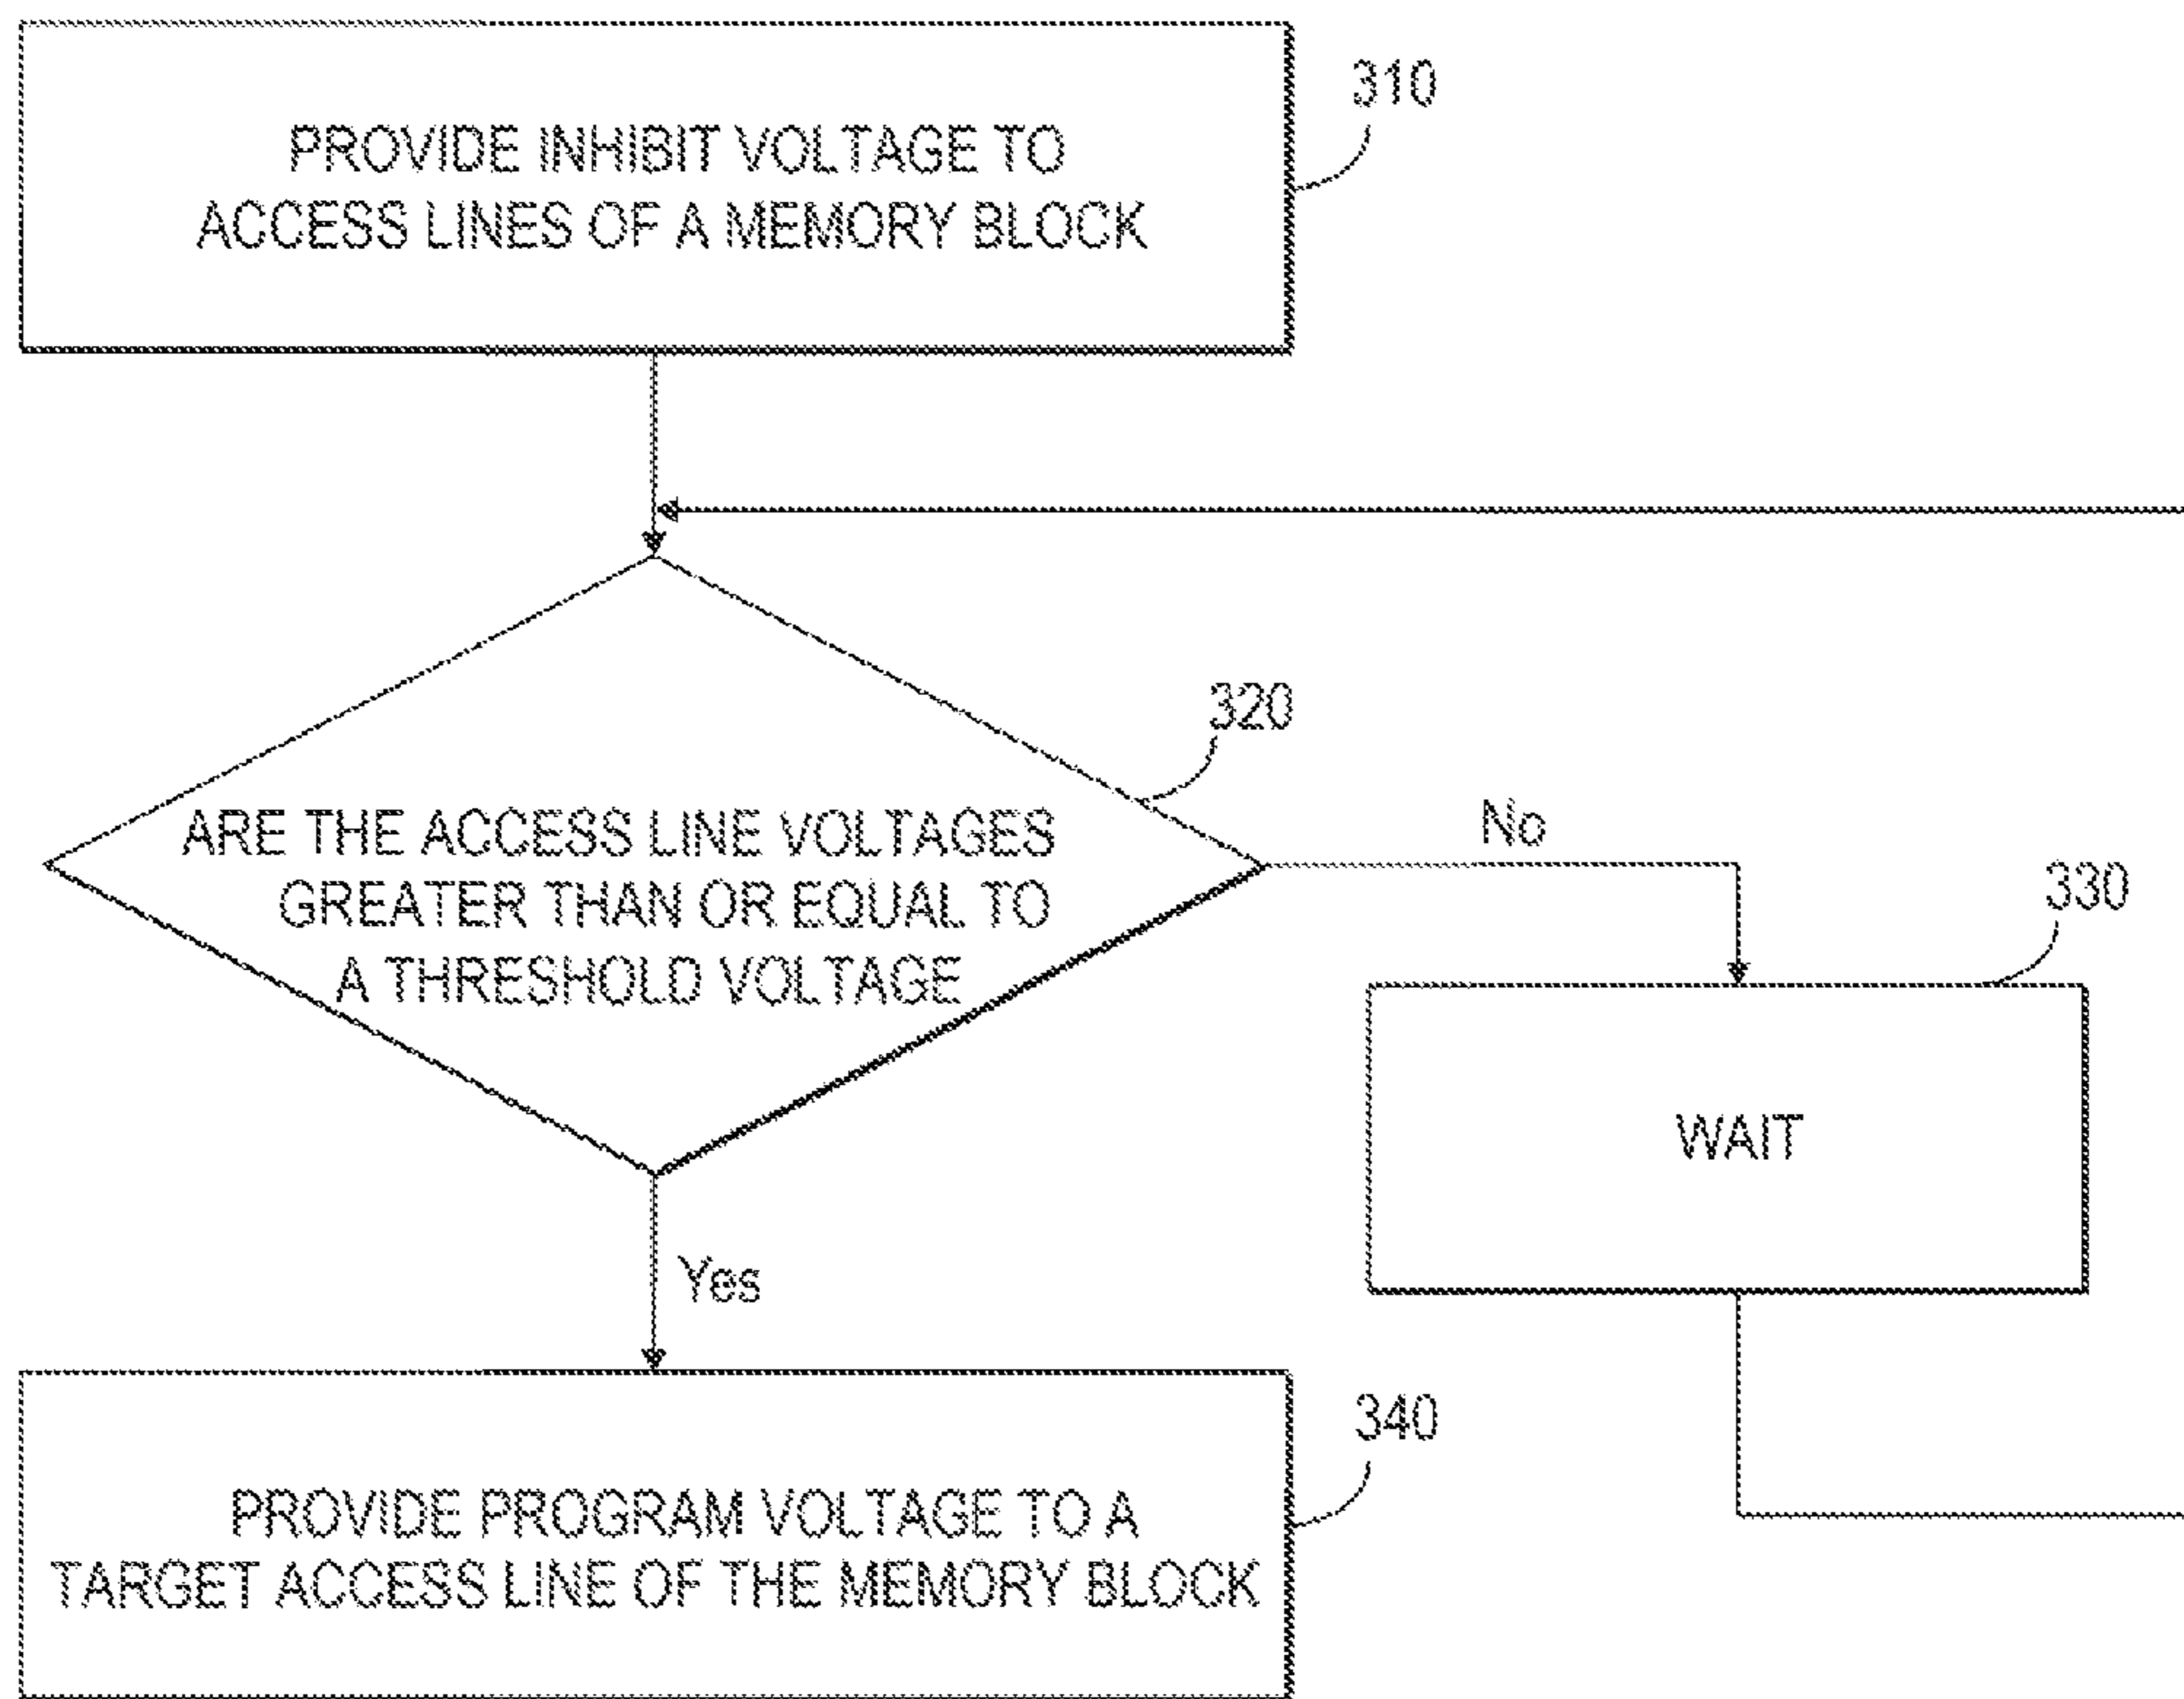 310
PROVIDE INHIBIT VOLTAGE TO
ACCESS LINES OF A MEMORY BLOCK
320
ARE THE ACCESS LINE VOLTAGES
GREATER THAN OR EQUAL TO
A THRESHOLD VOLTAGE
No
330
WAIT
Yes
340
PROVIDE PROGRAM VOLTAGE TO A
TARGET ACCESS LINE OF THE MEMORY BLOCK